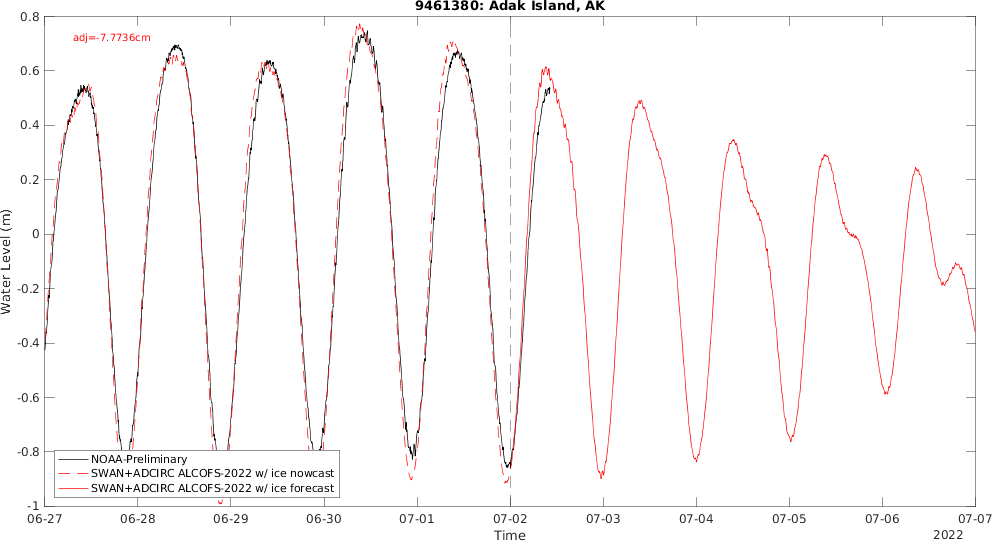 9461380: Adak Island, AK
adj=-7.7736cm
Water Level (m)
0.8
0.6
0.4
0.2
0
-0.2
-0.4
-0.6
-0.8
-1
NOAA-Preliminary
SWAN+ADCIRC ALCOFS-2022 w/ ice nowcast
SWAN+ADCIRC ALCOFS-2022 w/ ice forecast
06-27 06-28 06-29 06-30 07-01 07-02 07-03 07-04 07-05 07-06 07-07
Time
2022